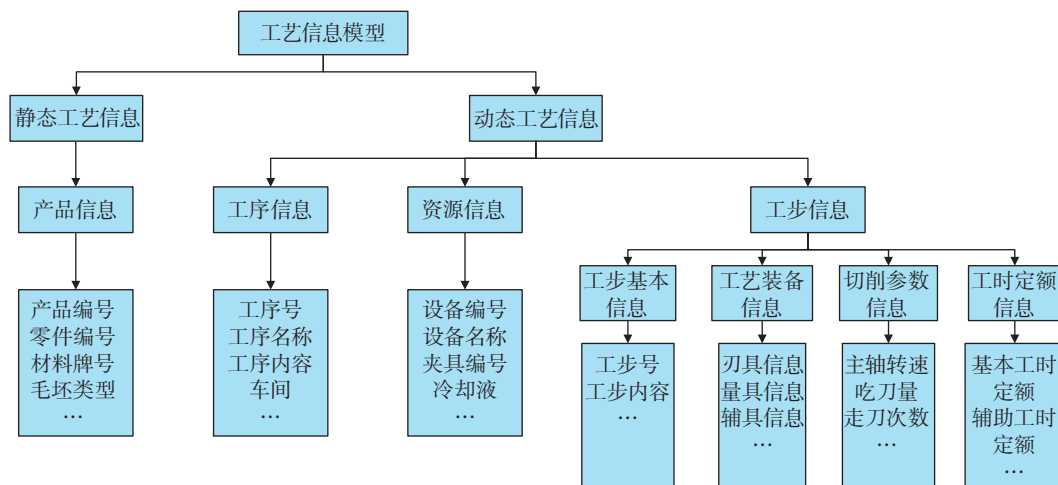 工艺信息模型
静态工艺信息
动态工艺信息
产品信息
工序信息
资源信息
工步信息
工步基本
信息
工艺装备
信息
切削参数
信息
工时定额
信息
产品编号
零件编号
材料牌号
毛坯类型
…
工序号
工序名称
工序内容
车间
…
设备编号
设备名称
夹具编号
冷却液
…
工步号
工步内容
…
刃具信息
量具信息
辅具信息
…
主轴转速
吃刀量
走刀次数
…
基本工时
定额
辅助工时
定额
…